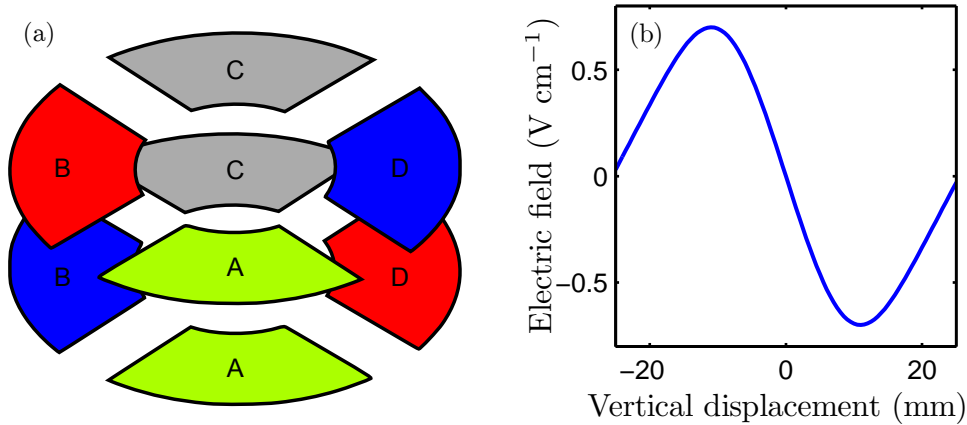 (a)
C
B
C
D
B
A
D
A
(b)
Electric field (V cm⁻¹)
0.5
0
−0.5
−20
0
20
Vertical displacement (mm)